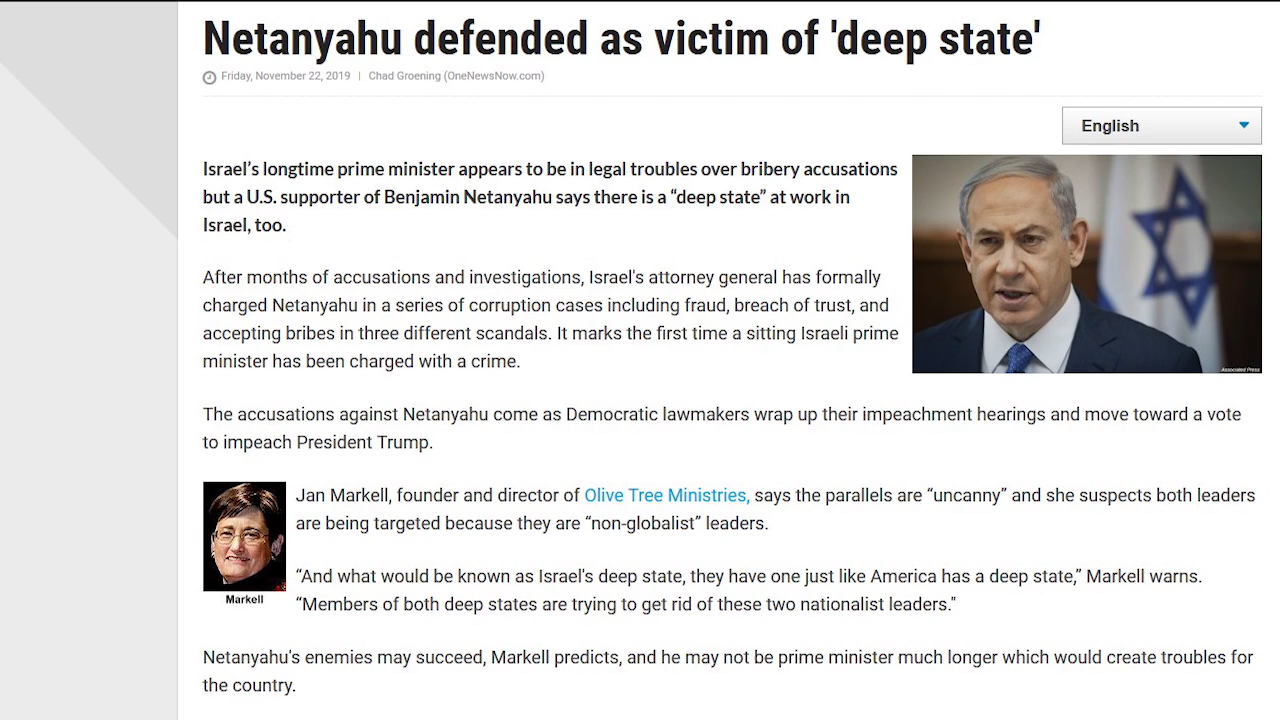 Netanyahu defended as victim of 'deep state'
Friday, November 22, 2019 | Chad Groening (OneNewsNow.com)
English
Israel’s longtime prime minister appears to be in legal troubles over bribery accusations
but a U.S. supporter of Benjamin Netanyahu says there is a “deep state” at work in
Israel, too.
After months of accusations and investigations, Israel's attorney general has formally
charged Netanyahu in a series of corruption cases including fraud, breach of trust, and
accepting bribes in three different scandals. It marks the first time a sitting Israeli prime
minister has been charged with a crime.
Associated Press
The accusations against Netanyahu come as Democratic lawmakers wrap up their impeachment hearings and move toward a vote
to impeach President Trump.
Jan Markell, founder and director of Olive Tree Ministries, says the parallels are “uncanny” and she suspects both leaders
are being targeted because they are “non-globalist” leaders.
“And what would be known as Israel's deep state, they have one just like America has a deep state,” Markell warns.
“Members of both deep states are trying to get rid of these two nationalist leaders."
Markell
Netanyahu's enemies may succeed, Markell predicts, and he may not be prime minister much longer which would create troubles for
the country.